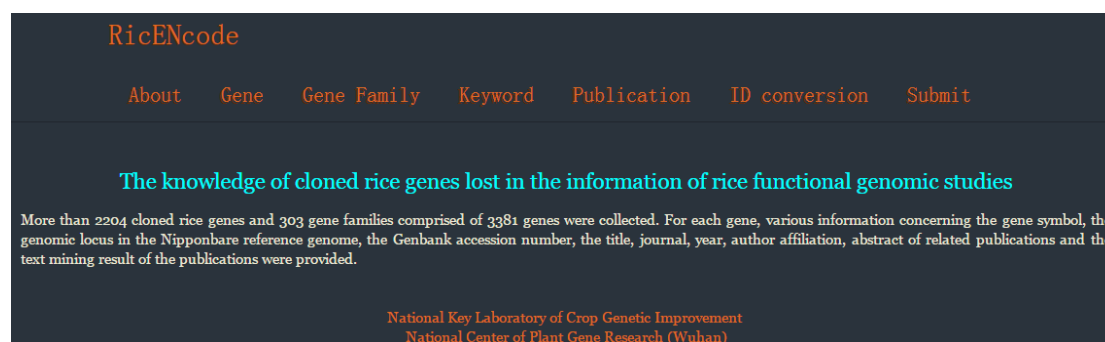 RicENcode
About Gene Gene Family Keyword Publication ID conversion Submit
The knowledge of cloned rice genes lost in the information of rice functional genomic studies
More than 2204 cloned rice genes and 303 gene families comprised of 3381 genes were collected. For each gene, various information concerning the gene symbol, th
genomic locus in the Nipponbare reference genome, the Genbank accession number, the title, journal, year, author affiliation, abstract of related publications and th
text mining result of the publications were provided.
National Key Laboratory of Crop Genetic Improvement
National Center of Plant Gene Research (Wuhan)